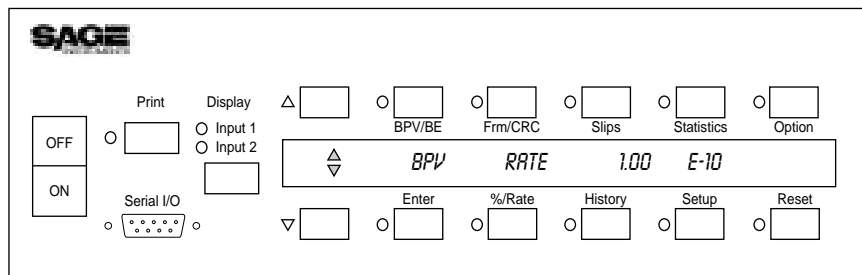 SAGE
INSTRUMENTS
Print
Display
Input 1
Input 2
OFF
ON
Serial I/O
BPV/BE
Frm/CRC
Slips
Statistics
Option
BPV RATE 1.00 E-10
Enter
%/Rate
History
Setup
Reset